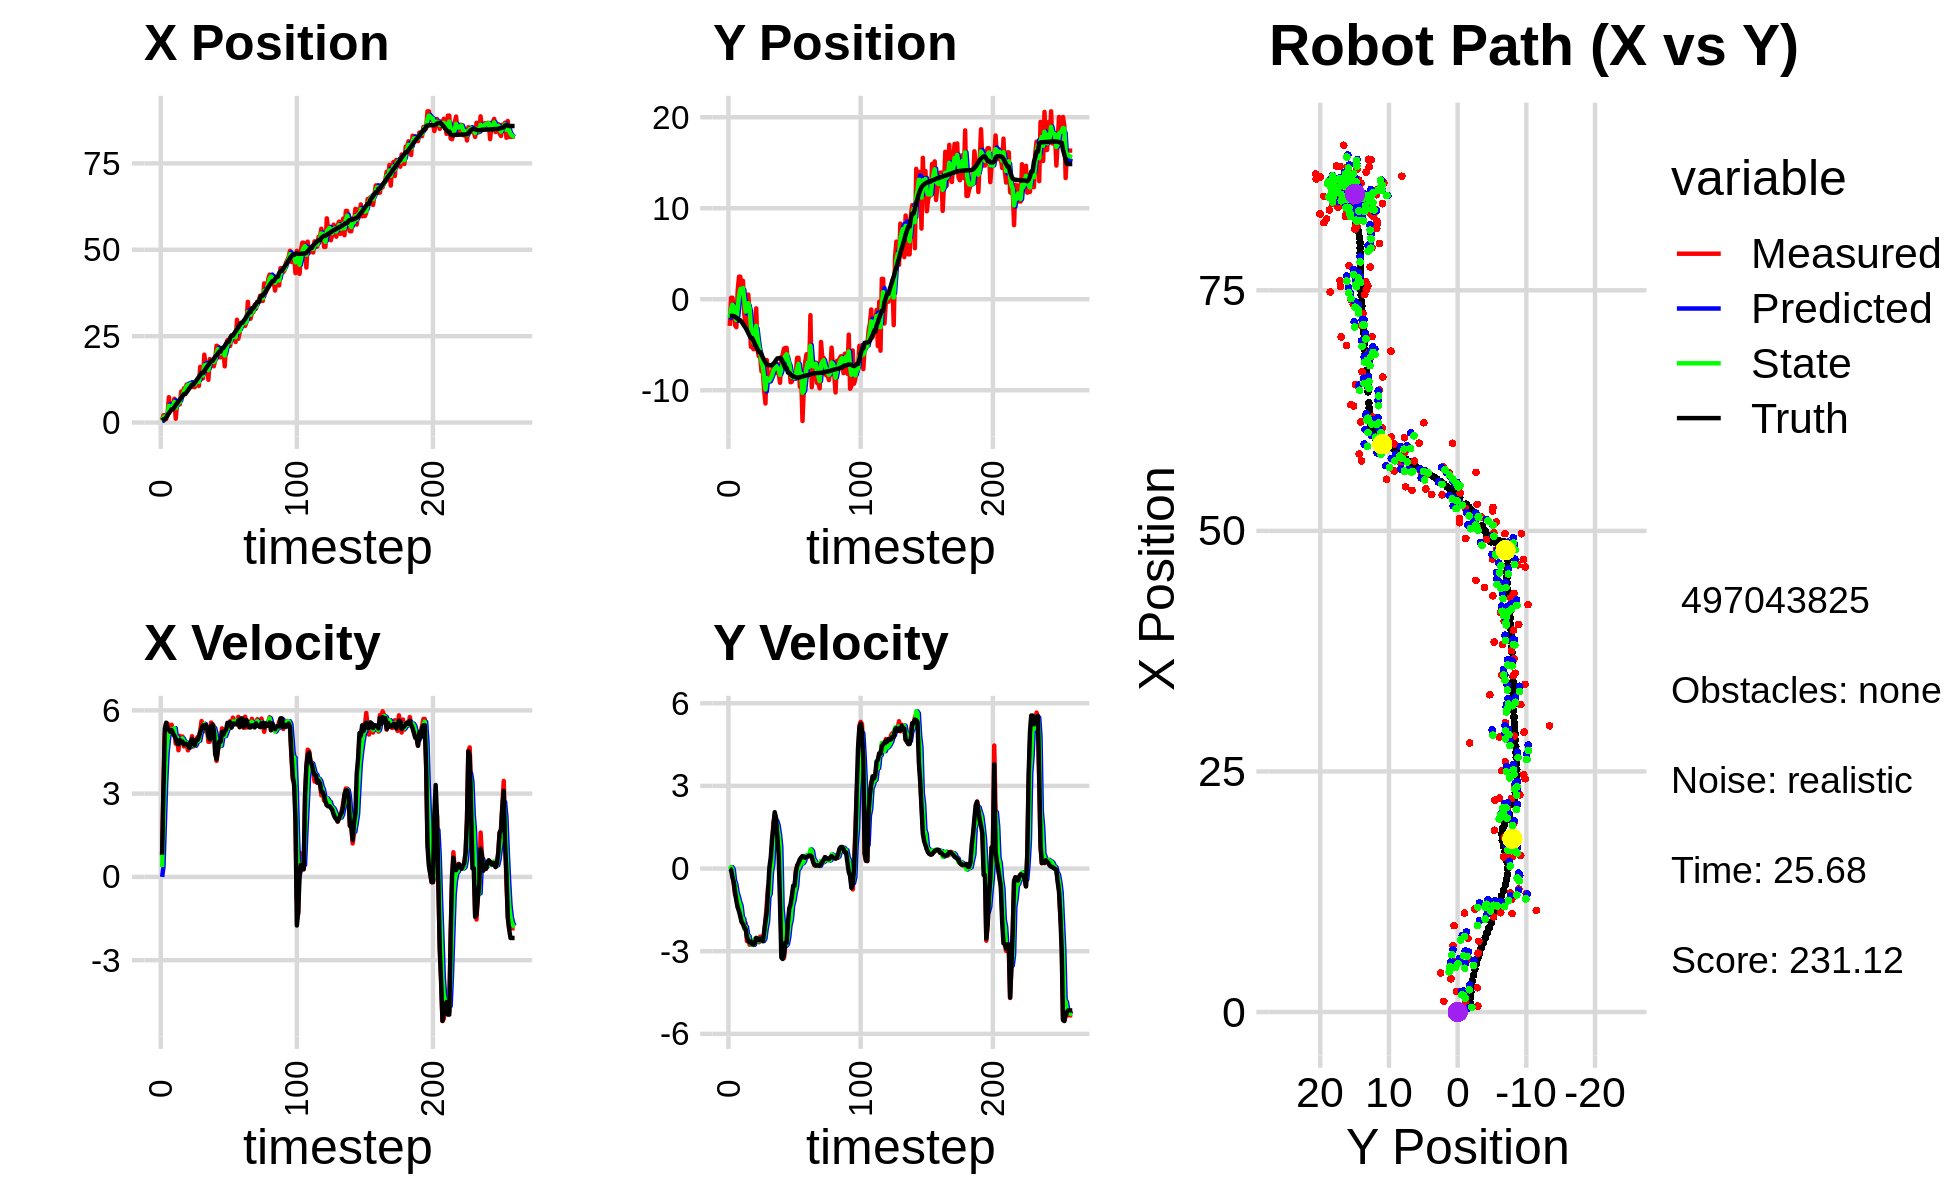 X Position
75
50
25
0
0
100
200
timestep
Y Position
20
10
0
-10
0
100
200
timestep
X Velocity
6
3
0
-3
0
100
200
timestep
Y Velocity
6
3
0
-3
-6
0
100
200
timestep
Robot Path (X vs Y)
X Position
75
50
25
0
20 10 0 -10 -20
Y Position
variable
Measured
Predicted
State
Truth
497043825
Obstacles: none
Noise: realistic
Time: 25.68
Score: 231.12